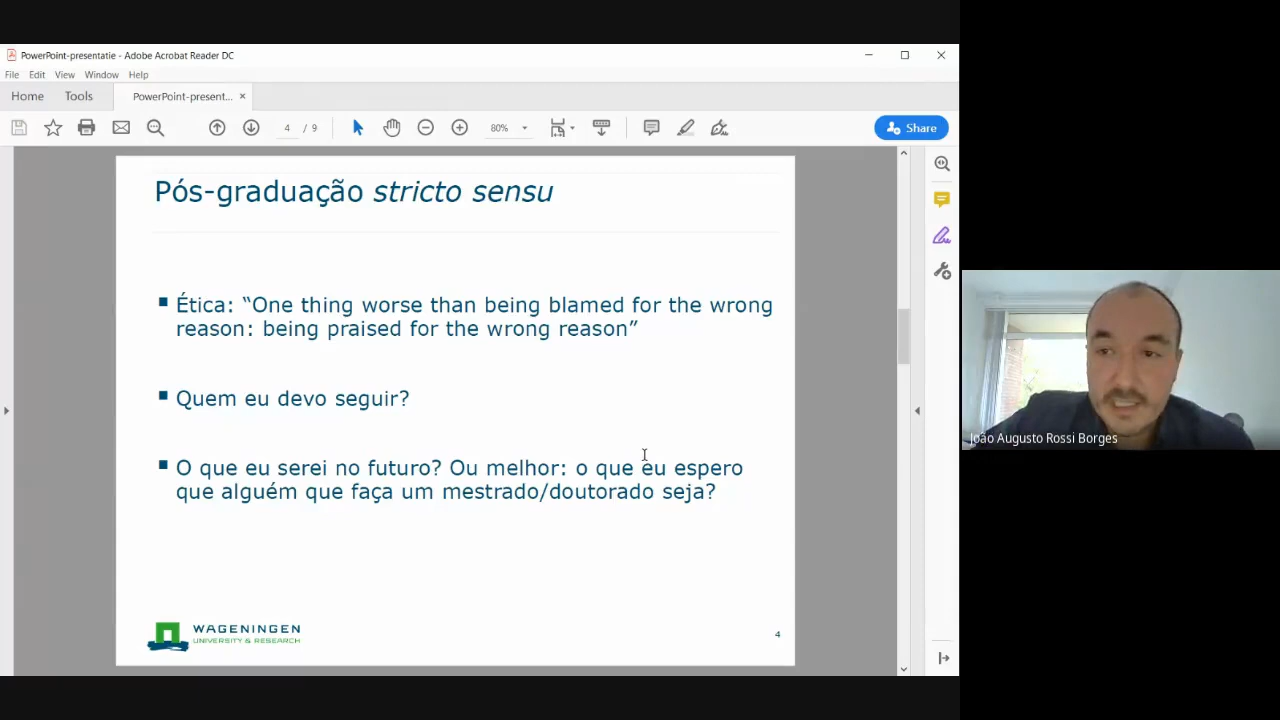 PowerPoint-presentatie - Adobe Acrobat Reader DC
File Edit View Window Help
Home Tools PowerPoint-present... ×
4 / 9 80% Share
Pós-graduação stricto sensu
Ética: “One thing worse than being blamed for the wrong
reason: being praised for the wrong reason”
Quem eu devo seguir?
O que eu serei no futuro? Ou melhor: o que eu espero
que alguém que faça um mestrado/doutorado seja?
WAGENINGEN
UNIVERSITY & RESEARCH
4
João Augusto Rossi Borges